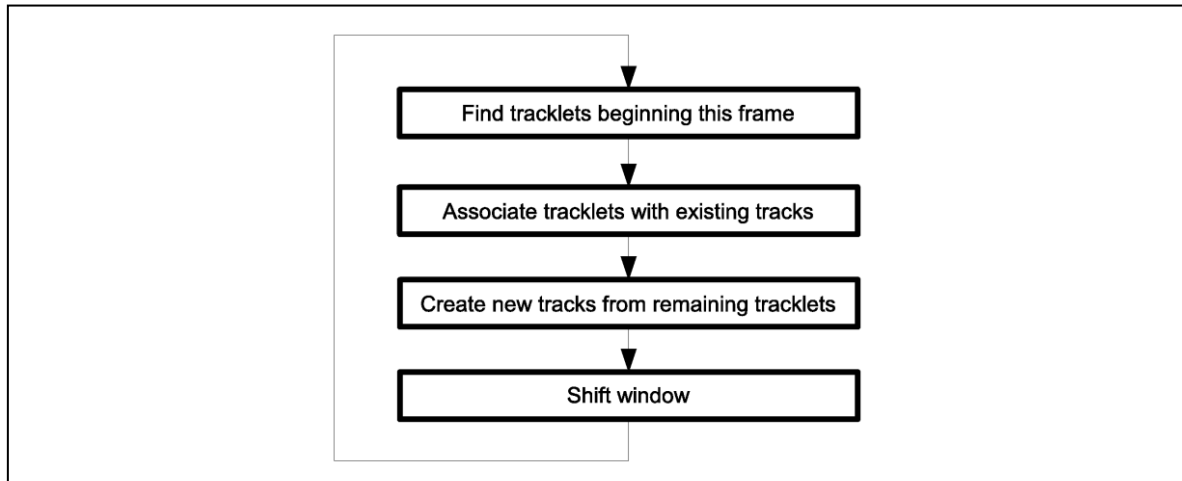 Find tracklets beginning this frame
Associate tracklets with existing tracks
Create new tracks from remaining tracklets
Shift window